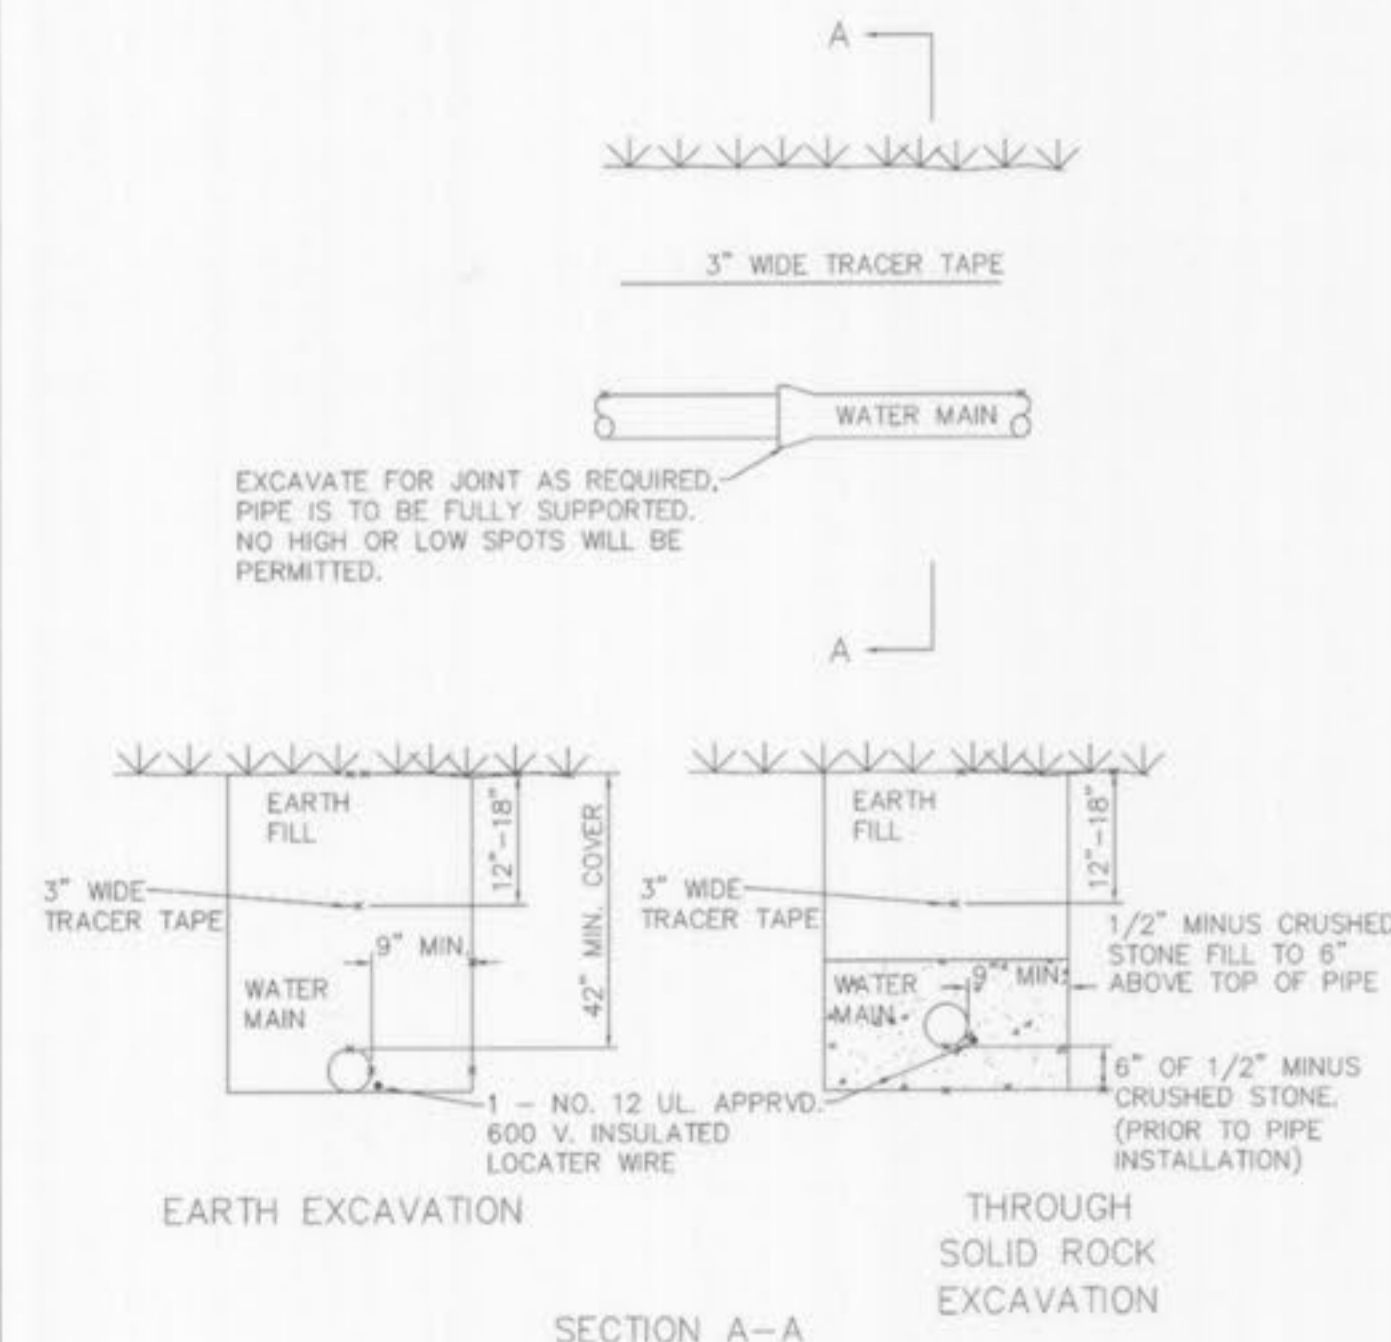 A
3" WIDE TRACER TAPE
WATER MAIN
EXCAVATE FOR JOINT AS REQUIRED,
PIPE IS TO BE FULLY SUPPORTED.
NO HIGH OR LOW SPOTS WILL BE
PERMITTED.
A
EARTH
FILL
12"-18"
42" MIN. COVER
3" WIDE
TRACER TAPE
9" MIN.
WATER
MAIN
1 - NO. 12 UL. APPRVD.
600 V. INSULATED
LOCATER WIRE
EARTH EXCAVATION
EARTH
FILL
12"-18"
3" WIDE
TRACER TAPE
1/2" MINUS CRUSHED
STONE FILL TO 6"
ABOVE TOP OF PIPE
9" MIN.
WATER
MAIN
6" OF 1/2" MINUS
CRUSHED STONE.
(PRIOR TO PIPE
INSTALLATION)
THROUGH
SOLID ROCK
EXCAVATION
SECTION A-A